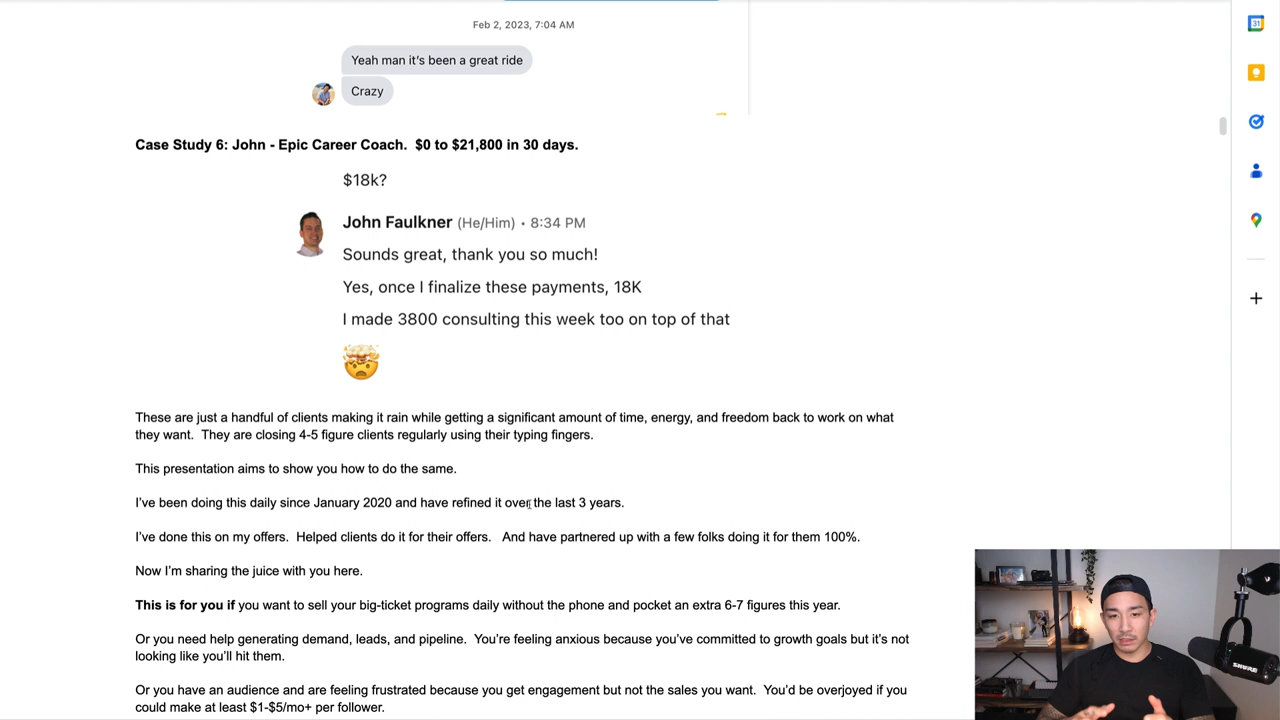 Feb 2, 2023, 7:04 AM
Yeah man it's been a great ride
Crazy
Case Study 6: John - Epic Career Coach.  $0 to $21,800 in 30 days.
$18k?
John Faulkner (He/Him) • 8:34 PM
Sounds great, thank you so much!
Yes, once I finalize these payments, 18K
I made 3800 consulting this week too on top of that
These are just a handful of clients making it rain while getting a significant amount of time, energy, and freedom back to work on what
they want.  They are closing 4-5 figure clients regularly using their typing fingers.
This presentation aims to show you how to do the same.
I've been doing this daily since January 2020 and have refined it over the last 3 years.
I've done this on my offers.  Helped clients do it for their offers.   And have partnered up with a few folks doing it for them 100%.
Now I'm sharing the juice with you here.
This is for you if you want to sell your big-ticket programs daily without the phone and pocket an extra 6-7 figures this year.
Or you need help generating demand, leads, and pipeline.  You're feeling anxious because you've committed to growth goals but it's not
looking like you'll hit them.
Or you have an audience and are feeling frustrated because you get engagement but not the sales you want.  You'd be overjoyed if you
could make at least $1-$5/mo+ per follower.
31
SHURE